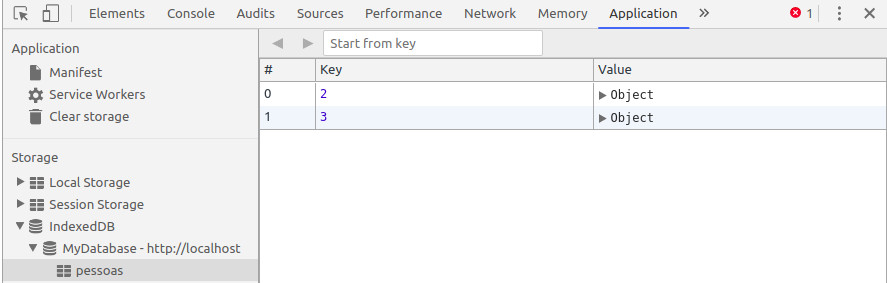 Elements Console Audits Sources Performance Network Memory Application » 1
Application
Manifest
Service Workers
Clear storage
Storage
Local Storage
Session Storage
IndexedDB
MyDatabase - http://localhost
pessoas
Start from key
# Key Value
0 2 Object
1 3 Object